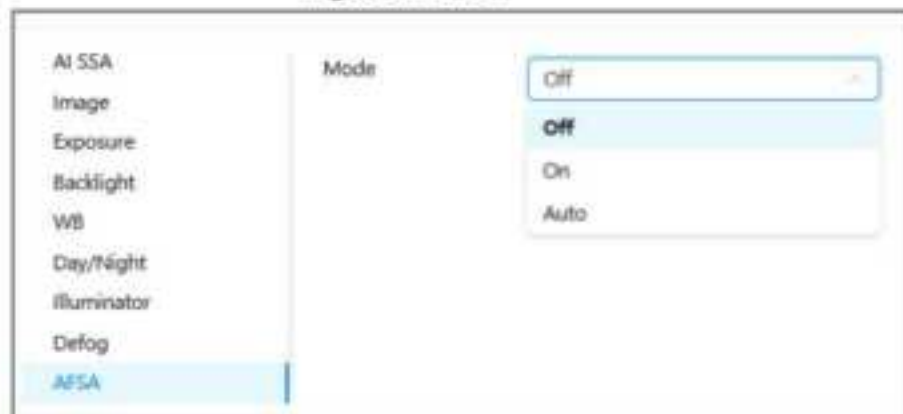 AI SSA
Image
Exposure
Backlight
WB
Day/Night
Illuminator
Defog
AFSA
Mode
Off
Off
On
Auto